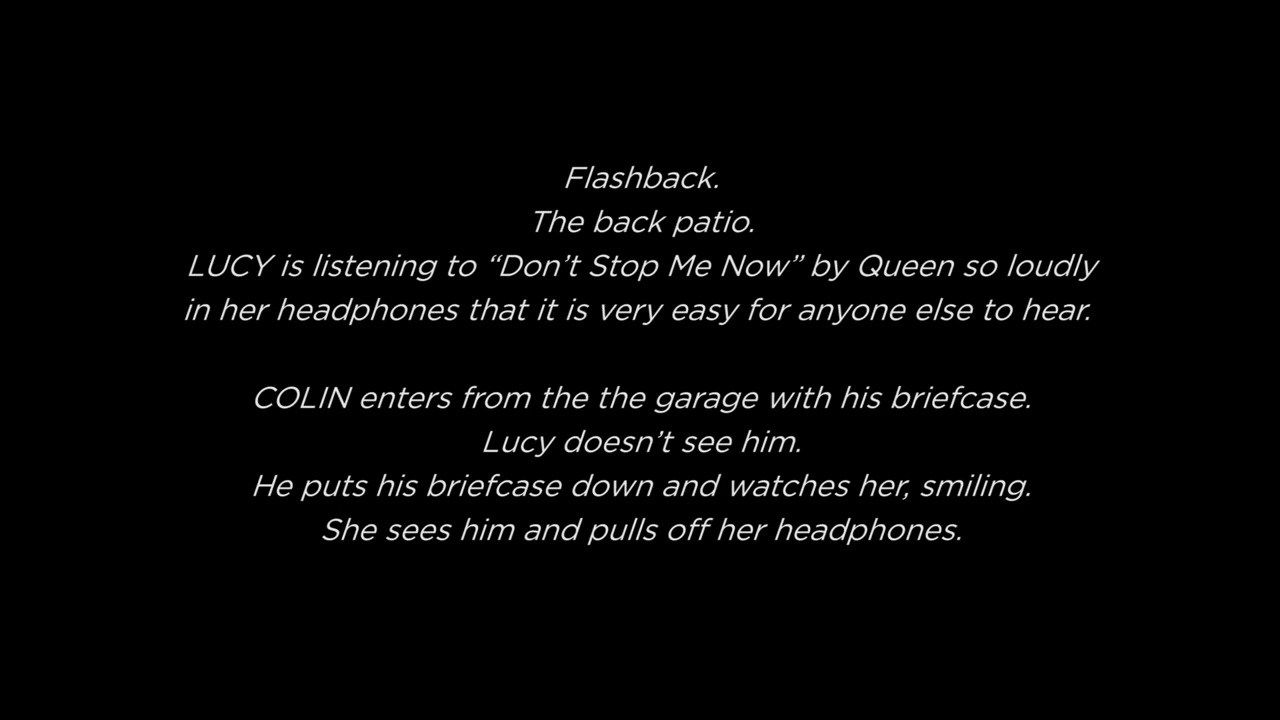 Flashback.
The back patio.
LUCY is listening to “Don’t Stop Me Now” by Queen so loudly
in her headphones that it is very easy for anyone else to hear.
COLIN enters from the the garage with his briefcase.
Lucy doesn’t see him.
He puts his briefcase down and watches her, smiling.
She sees him and pulls off her headphones.